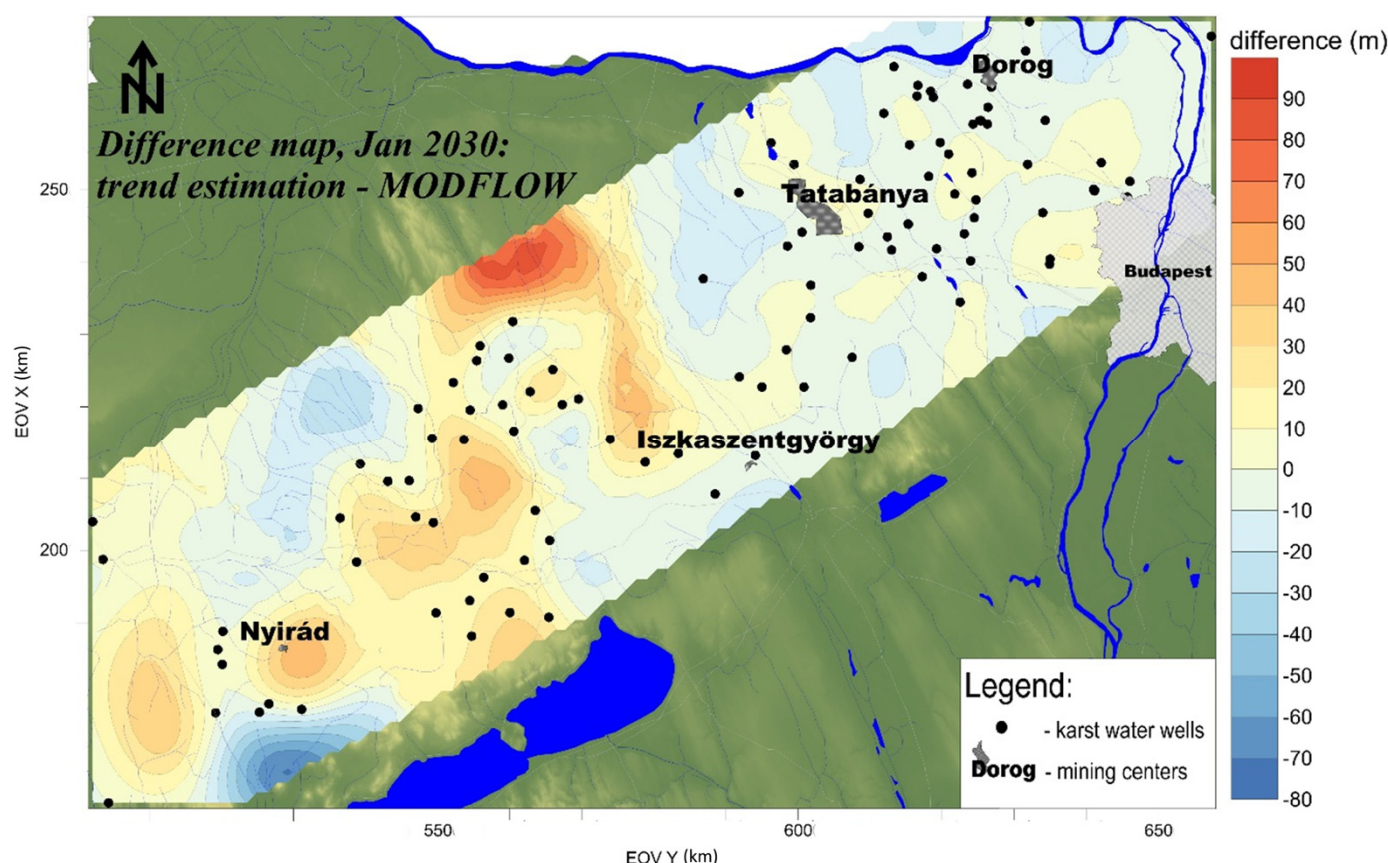 difference (m)
N
Difference map, Jan 2030:
trend estimation - MODFLOW
Dorog
Tatabánya
Budapest
Iszkaszentgyörgy
Nyirád
Legend:
- karst water wells
Dorog - mining centers
90
80
70
60
50
40
30
20
10
0
-10
-20
-30
-40
-50
-60
-70
-80
EOV X (km)
250
200
550
600
650
EOV Y (km)